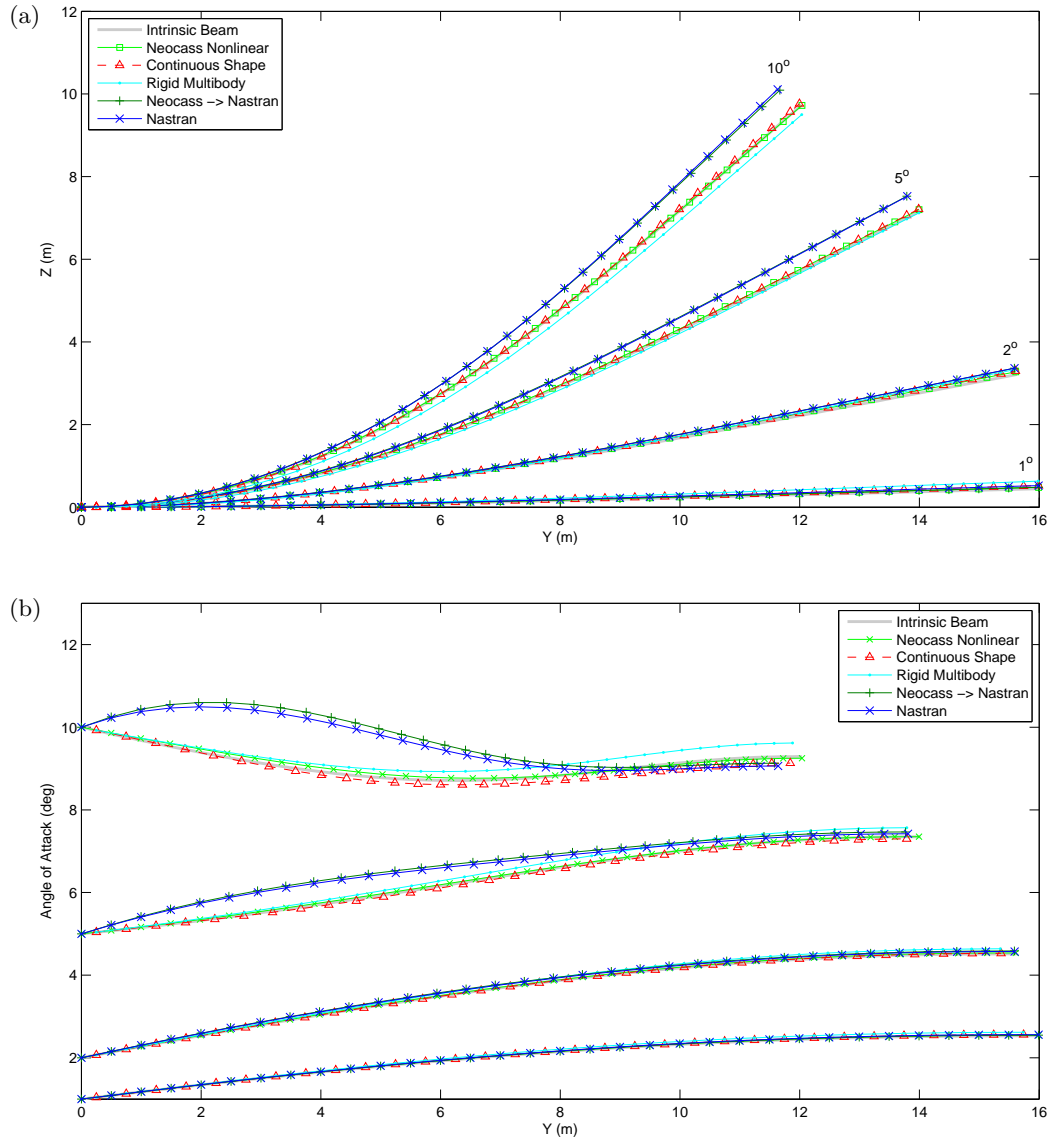 (a)
12
10
8
6
4
2
0
Z (m)
Intrinsic Beam
Neocass Nonlinear
Continuous Shape
Rigid Multibody
Neocass −> Nastran
Nastran
10°
5°
2°
1°
0 2 4 6 8 10 12 14 16
Y (m)
(b)
12
10
8
6
4
2
Angle of Attack (deg)
Intrinsic Beam
Neocass Nonlinear
Continuous Shape
Rigid Multibody
Neocass −> Nastran
Nastran
0 2 4 6 8 10 12 14 16
Y (m)